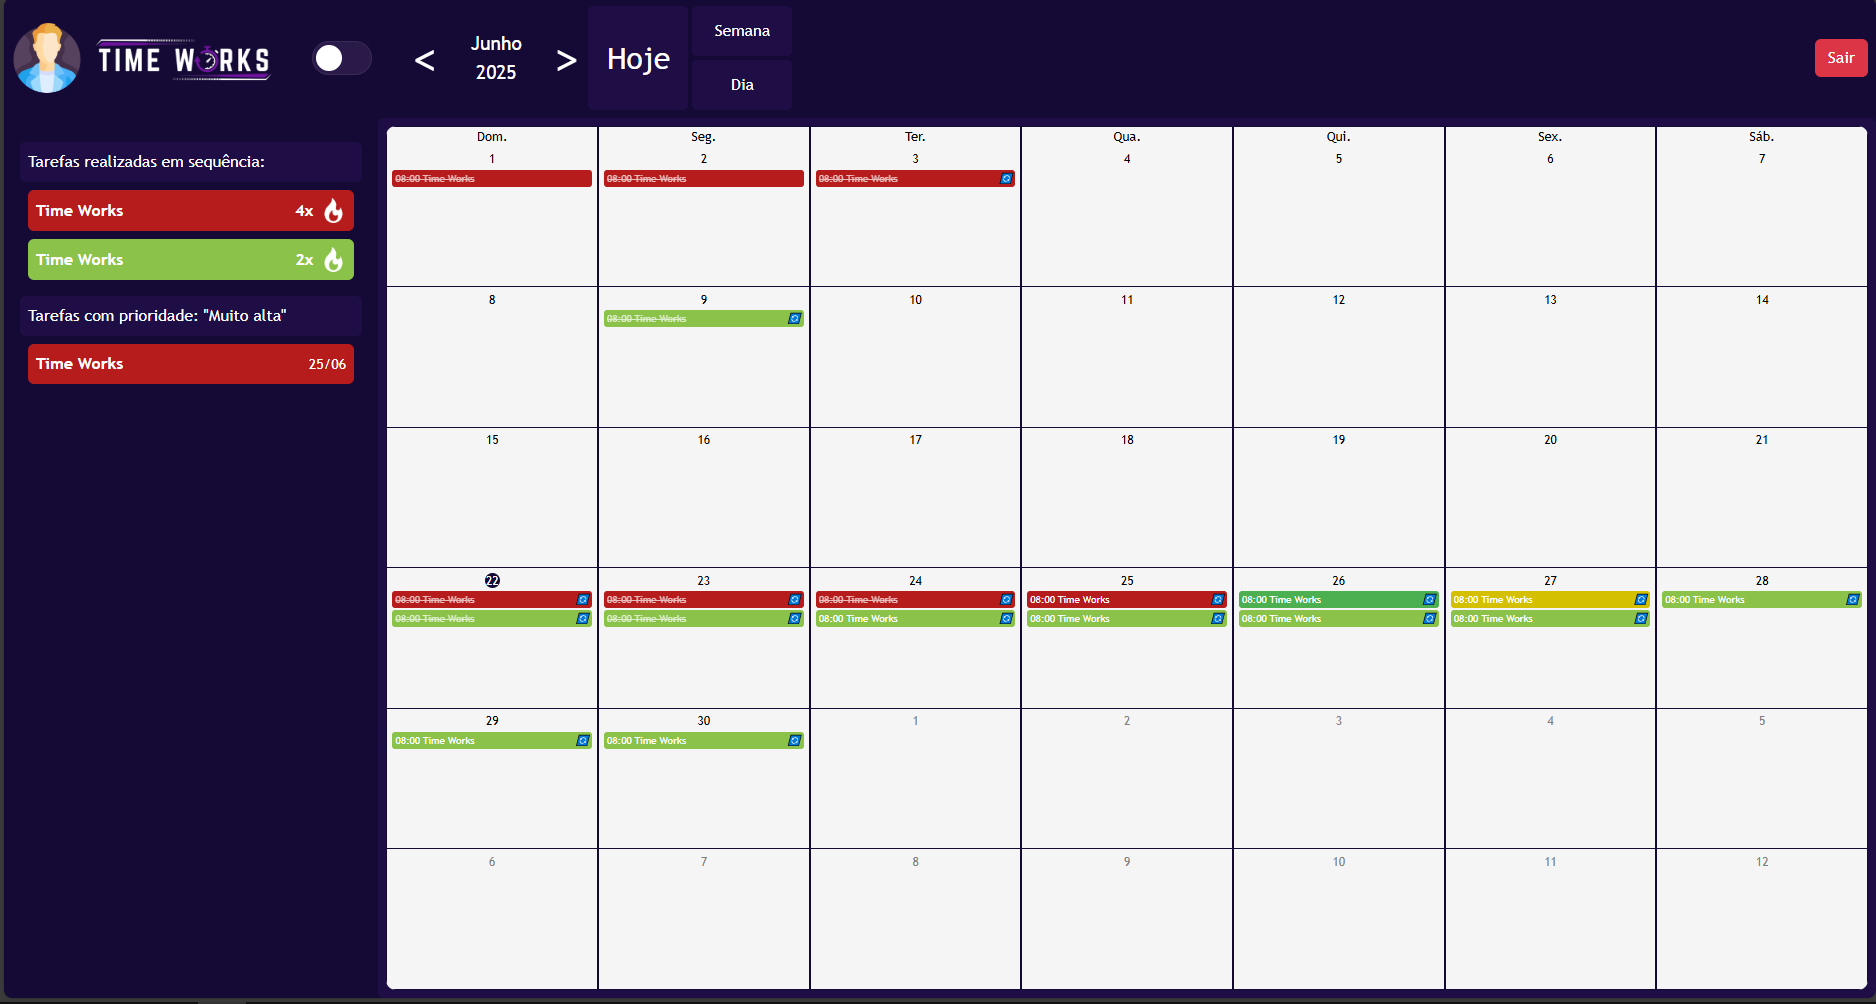 TIME WORKS
<
Junho
2025
>
Hoje
Semana
Dia
Sair
Tarefas realizadas em sequência:
Time Works 4x
Time Works 2x
Tarefas com prioridade: "Muito alta"
Time Works 25/06
Dom. Seg. Ter. Qua. Qui. Sex. Sáb.
1 2 3 4 5 6 7
08:00 Time Works 08:00 Time Works 08:00 Time Works
8 9 10 11 12 13 14
08:00 Time Works
15 16 17 18 19 20 21
22 23 24 25 26 27 28
08:00 Time Works 08:00 Time Works 08:00 Time Works 08:00 Time Works 08:00 Time Works 08:00 Time Works 08:00 Time Works
08:00 Time Works 08:00 Time Works 08:00 Time Works 08:00 Time Works 08:00 Time Works 08:00 Time Works
29 30 1 2 3 4 5
08:00 Time Works 08:00 Time Works
6 7 8 9 10 11 12